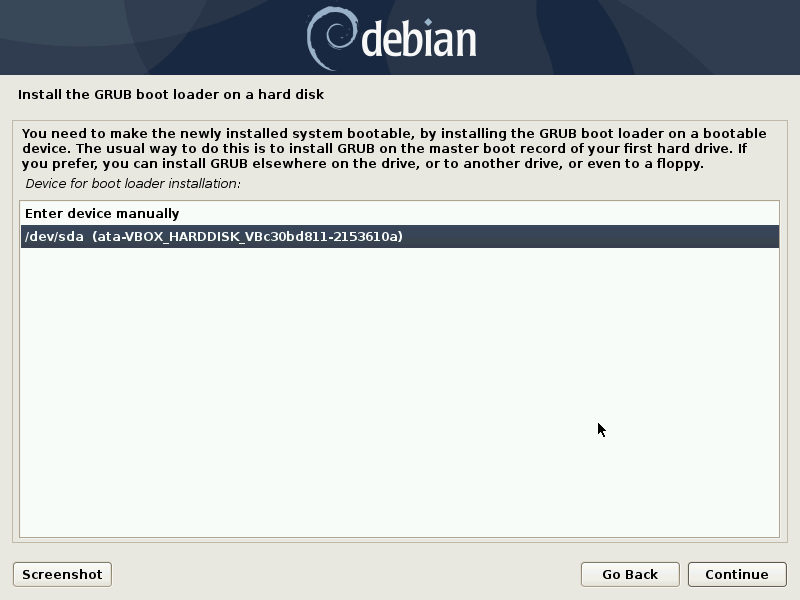 debian
Install the GRUB boot loader on a hard disk
You need to make the newly installed system bootable, by installing the GRUB boot loader on a bootable
device. The usual way to do this is to install GRUB on the master boot record of your first hard drive. If
you prefer, you can install GRUB elsewhere on the drive, or to another drive, or even to a floppy.
Device for boot loader installation:
Enter device manually
/dev/sda  (ata-VBOX_HARDDISK_VBc30bd811-2153610a)
Screenshot
Go Back
Continue